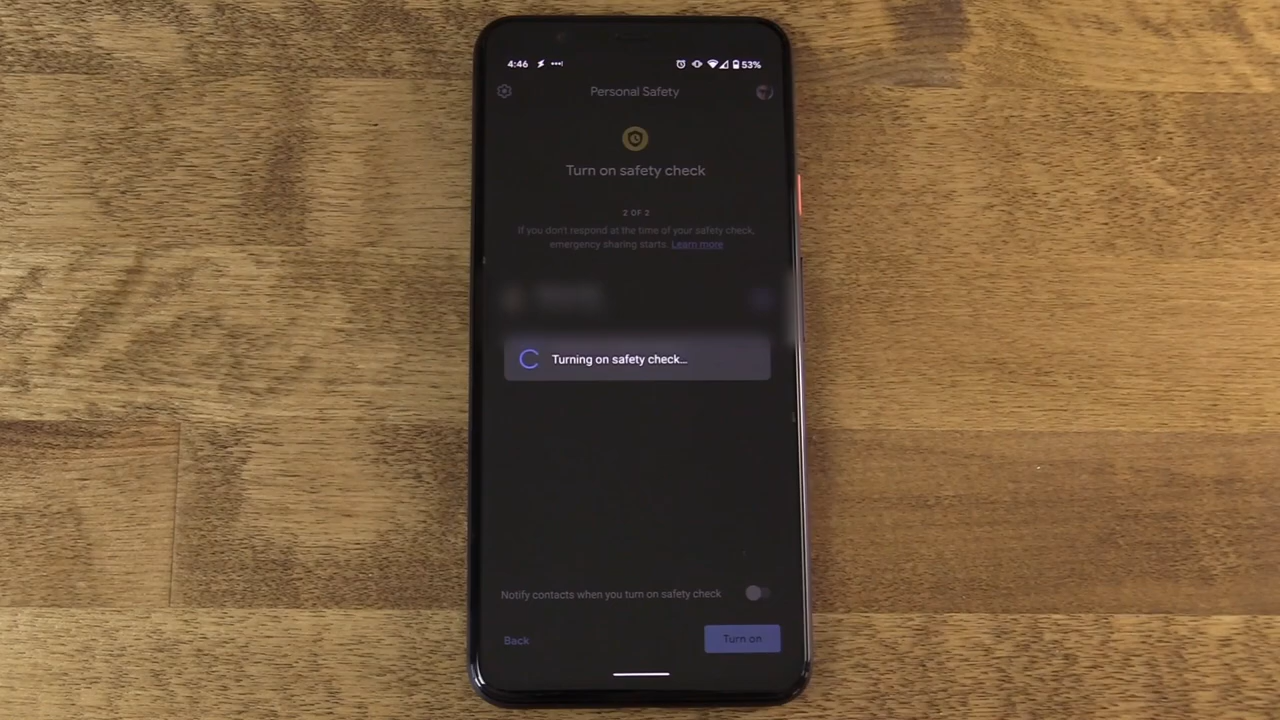 4:46 53%
Personal Safety
Turn on safety check
2 OF 2
If you don't respond at the time of your safety check,
emergency sharing starts. Learn more
Turning on safety check...
Notify contacts when you turn on safety check
Back Turn on